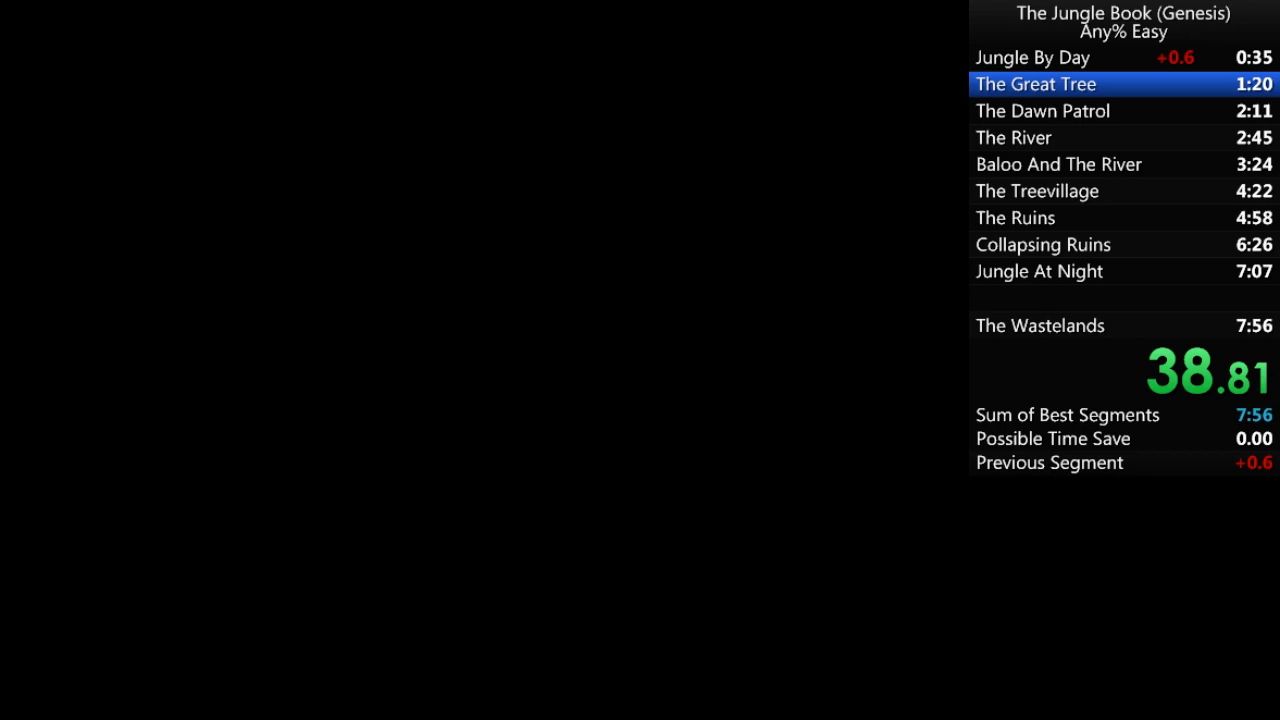 The Jungle Book (Genesis)
Any% Easy
Jungle By Day +0.6 0:35
The Great Tree 1:20
The Dawn Patrol 2:11
The River 2:45
Baloo And The River 3:24
The Treevillage 4:22
The Ruins 4:58
Collapsing Ruins 6:26
Jungle At Night 7:07
The Wastelands 7:56
38.81
Sum of Best Segments 7:56
Possible Time Save 0.00
Previous Segment +0.6